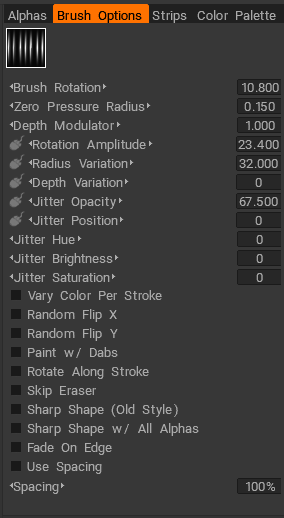 Alphas Brush Options Strips Color Palette
Brush Rotation 10.800
Zero Pressure Radius 0.150
Depth Modulator 1.000
Rotation Amplitude 23.400
Radius Variation 32.000
Depth Variation 0
Jitter Opacity 67.500
Jitter Position 0
Jitter Hue 0
Jitter Brightness 0
Jitter Saturation 0
Vary Color Per Stroke
Random Flip X
Random Flip Y
Paint w/ Dabs
Rotate Along Stroke
Skip Eraser
Sharp Shape (Old Style)
Sharp Shape w/ All Alphas
Fade On Edge
Use Spacing
Spacing 100%